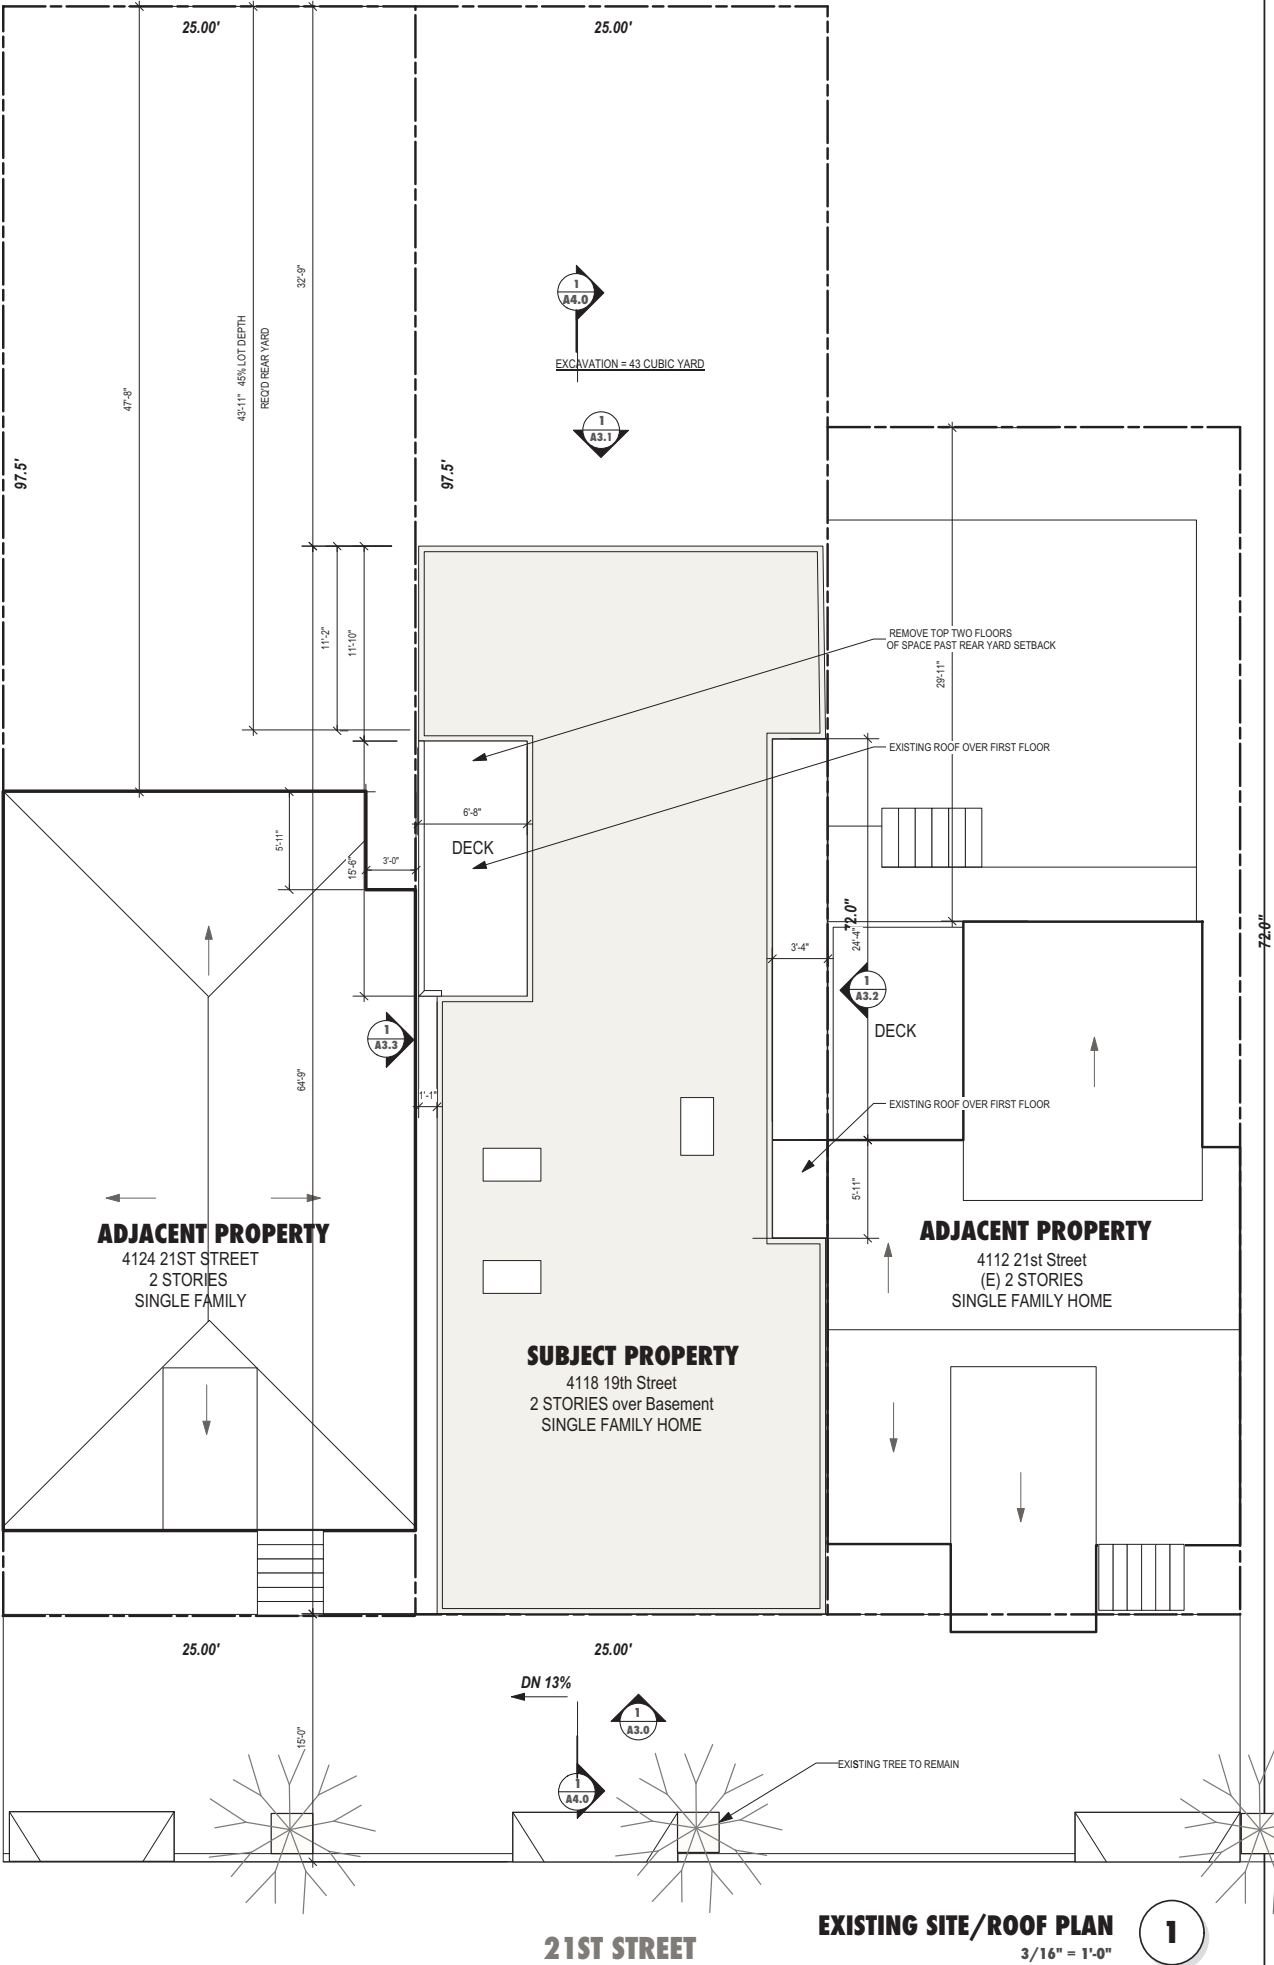 25.00'
25.00'
32'-9"
1
A4.0
43'-11" 45% LOT DEPTH
REQ'D REAR YARD
EXCAVATION = 43 CUBIC YARD
47'-8"
1
A3.1
97.5'
97.5'
11'-2"
11'-10"
REMOVE TOP TWO FLOORS
OF SPACE PAST REAR YARD SETBACK
29'-11"
EXISTING ROOF OVER FIRST FLOOR
6'-8"
5'-11"
DECK
15'-6"
3'-0"
72.0"
24'-4"
72.0"
3'-4"
1
A3.2
DECK
1
A3.3
64'-9"
1'-1"
EXISTING ROOF OVER FIRST FLOOR
5'-11"
ADJACENT PROPERTY
4124 21ST STREET
2 STORIES
SINGLE FAMILY
ADJACENT PROPERTY
4112 21st Street
(E) 2 STORIES
SINGLE FAMILY HOME
SUBJECT PROPERTY
4118 19th Street
2 STORIES over Basement
SINGLE FAMILY HOME
25.00'
25.00'
DN 13%
1
A3.0
15'-0"
EXISTING TREE TO REMAIN
1
A4.0
21ST STREET
EXISTING SITE/ROOF PLAN
3/16" = 1'-0"
1